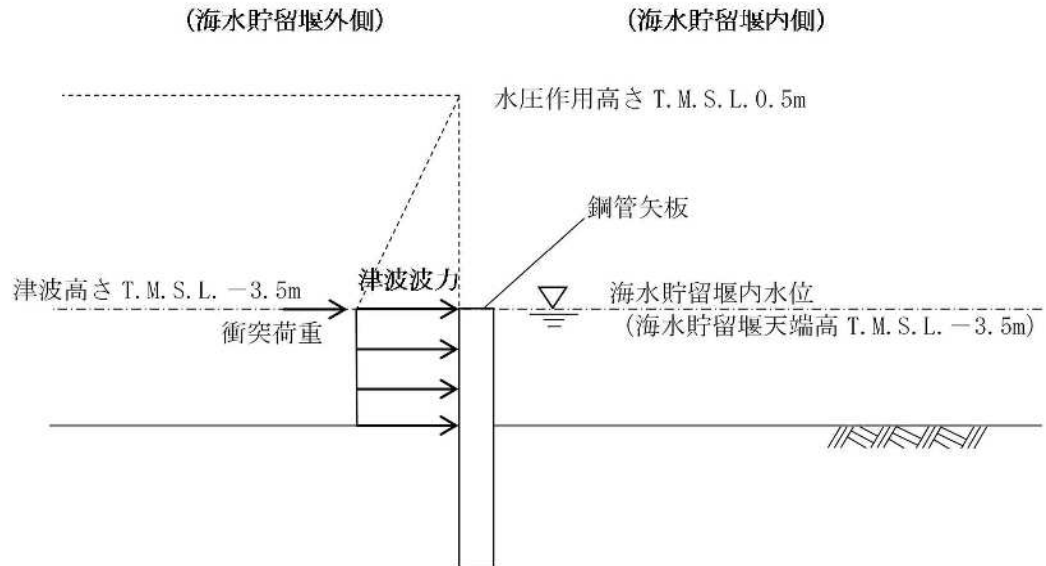 (海水貯留堰外側)
(海水貯留堰内側)
水圧作用高さ T.M.S.L.0.5m
鋼管矢板
津波高さ T.M.S.L.-3.5m
津波波力
衝突荷重
海水貯留堰内水位
(海水貯留堰天端高 T.M.S.L.-3.5m)